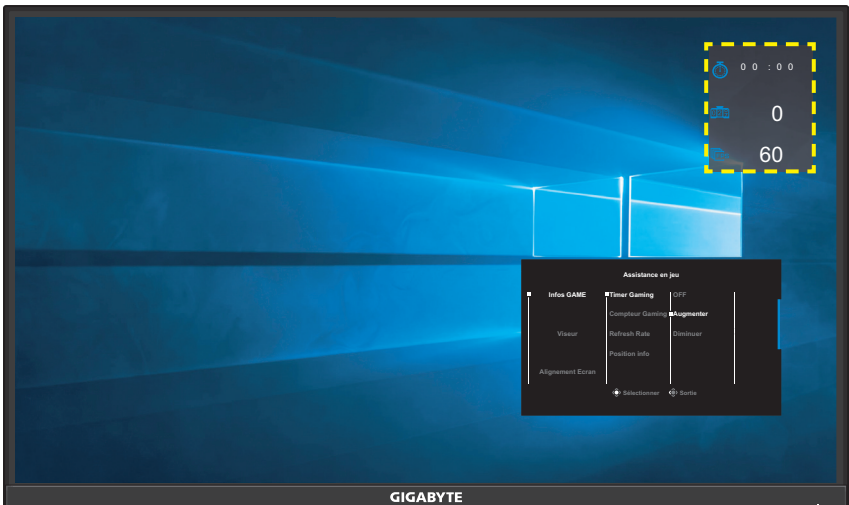 00 :00
0
60
Assistance en jeu
Infos GAME Timer Gaming OFF
Compteur Gaming Augmenter
Viseur Refresh Rate Diminuer
Position info
Alignement Ecran
Sélectionner Sortie
GIGABYTE